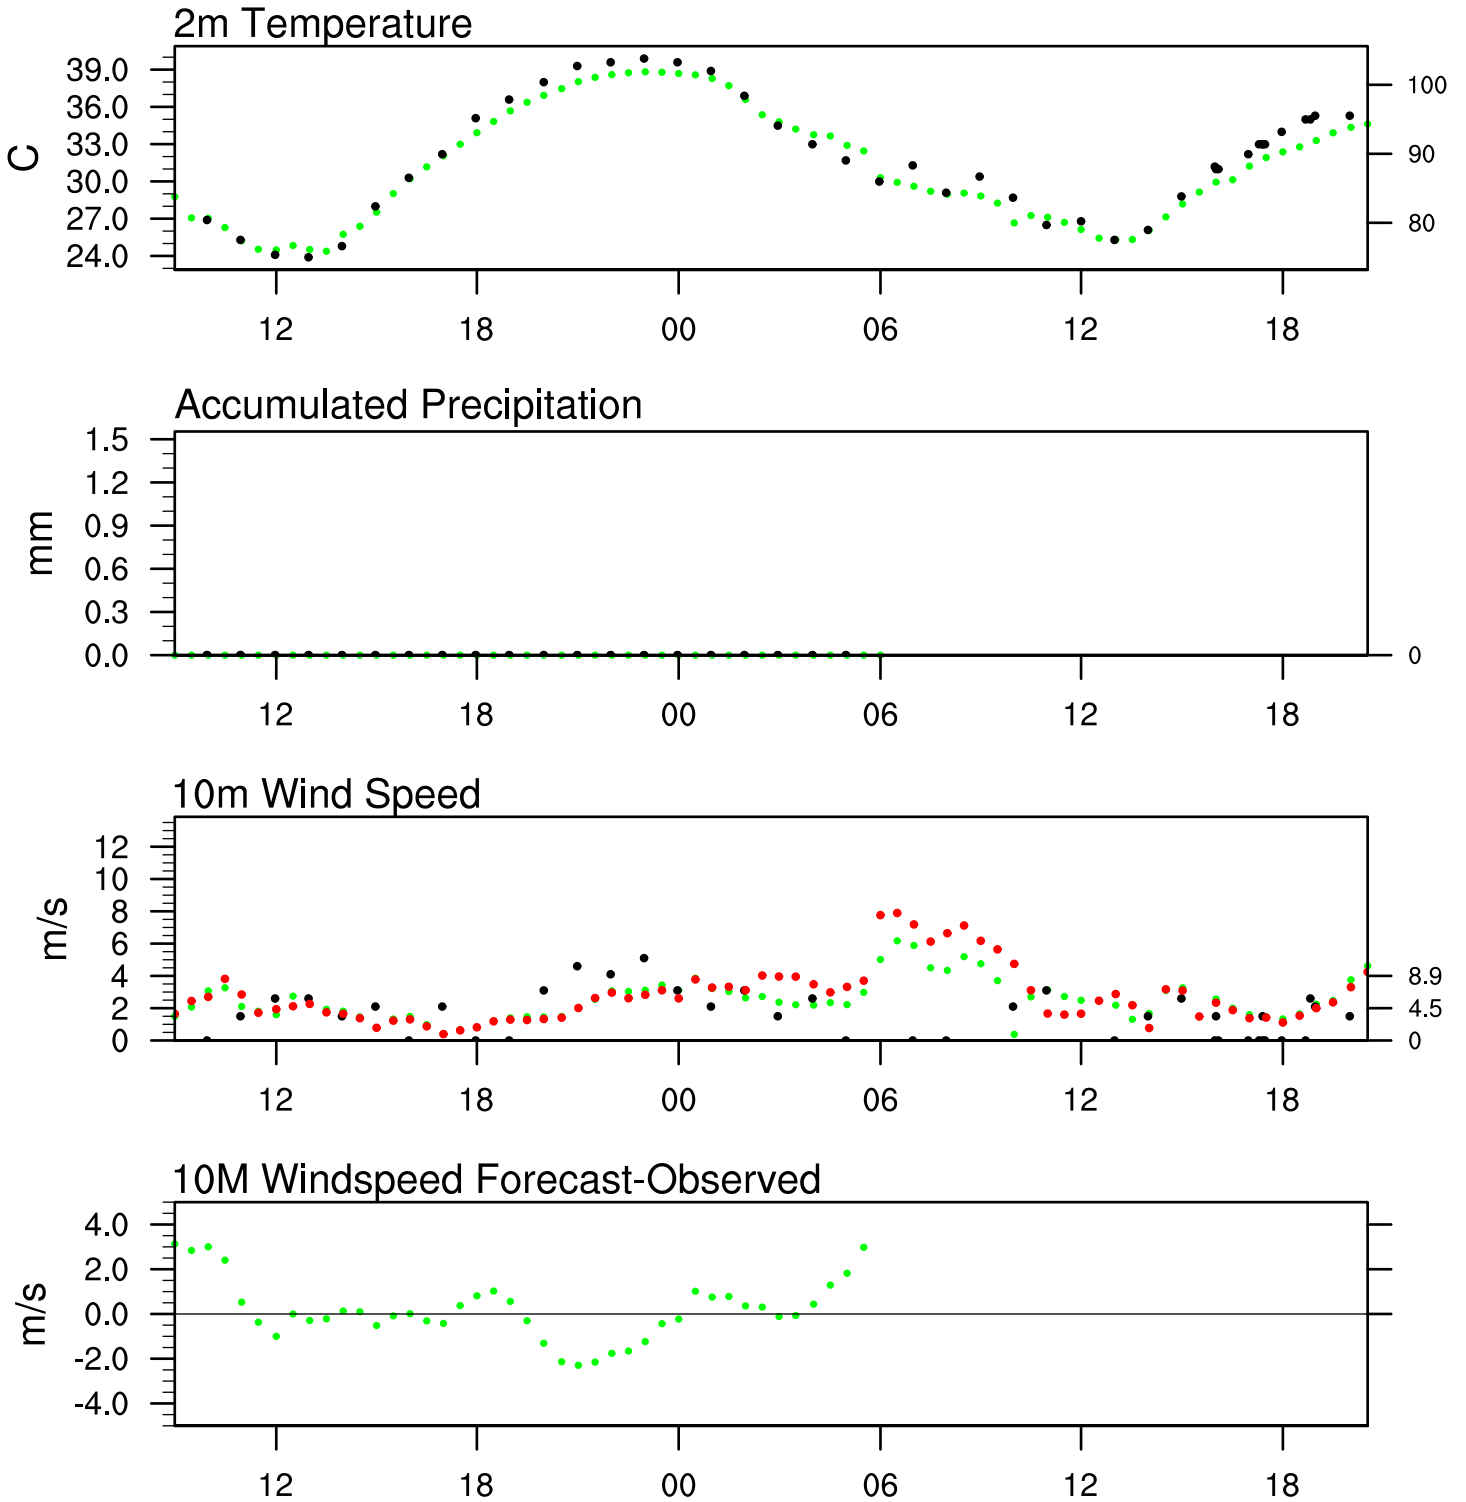 2m Temperature
39.0
36.0
33.0
30.0
27.0
24.0
C
100
90
80
12 18 00 06 12 18
Accumulated Precipitation
1.5
1.2
0.9
0.6
0.3
0.0
mm
0
12 18 00 06 12 18
10m Wind Speed
12
10
8
6
4
2
0
m/s
8.9
4.5
0
12 18 00 06 12 18
10M Windspeed Forecast-Observed
4.0
2.0
0.0
-2.0
-4.0
m/s
12 18 00 06 12 18